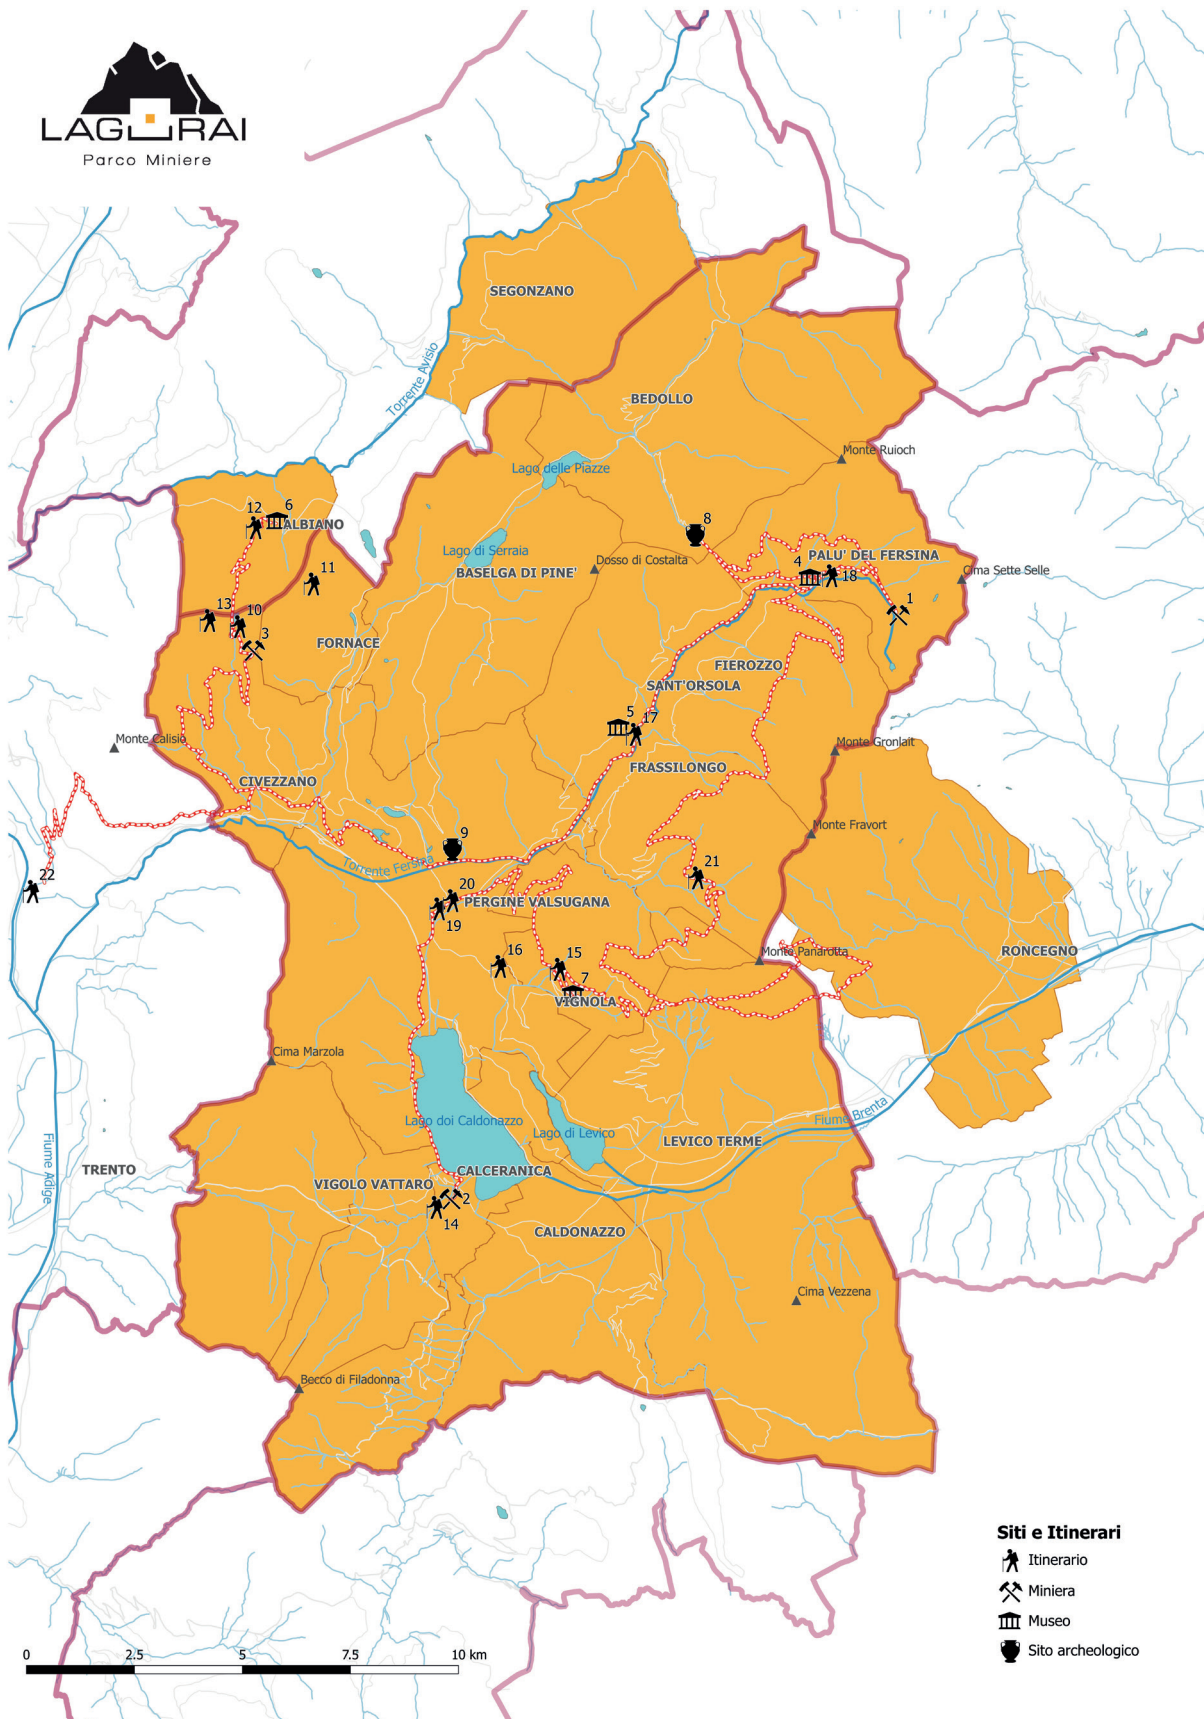 LAGORAI
Parco Miniere
SEGONZANO
Torrente Avisio
BEDOLLO
Monte Ruioch
Lago delle Piazze
12
6
ALBIANO
8
Lago di Serraia
Dosso di Costalta
PALU' DEL FERSINA
BASELGA DI PINE'
4
18
Cima Sette Selle
11
1
13
10
3
FORNACE
FIEROZZO
SANT'ORSOLA
5
17
Monte Calisio
Monte Gronlait
FRASSILONGO
CIVEZZANO
Monte Fravort
9
Torrente Fersina
21
22
20
PERGINE VALSUGANA
19
16
15
Monte Panarotta
RONCEGNO
7
VIGNOLA
Cima Marzola
Lago doi Caldonazzo
Fiume Brenta
Lago di Levico
LEVICO TERME
Fiume Adige
TRENTO
CALCERANICA
VIGOLO VATTARO
2
14
CALDONAZZO
Cima Vezzena
Becco di Filadonna
Siti e Itinerari
Itinerario
Miniera
Museo
Sito archeologico
0 2.5 5 7.5 10 km